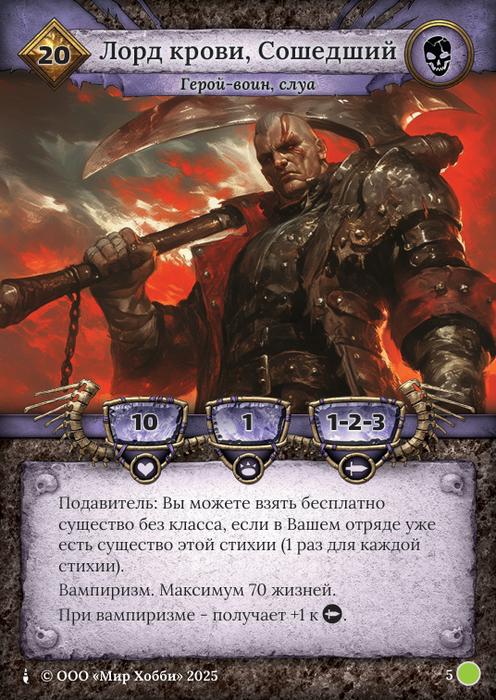 20
Лорд крови, Сошедший
Герой-воин, слуа
10
1
1-2-3
Подавитель: Вы можете взять бесплатно
существо без класса, если в Вашем отряде уже
есть существо этой стихии (1 раз для каждой
стихии).
Вампиризм. Максимум 70 жизней.
При вампиризме - получает +1 к .
© ООО «Мир Хобби» 2025
5